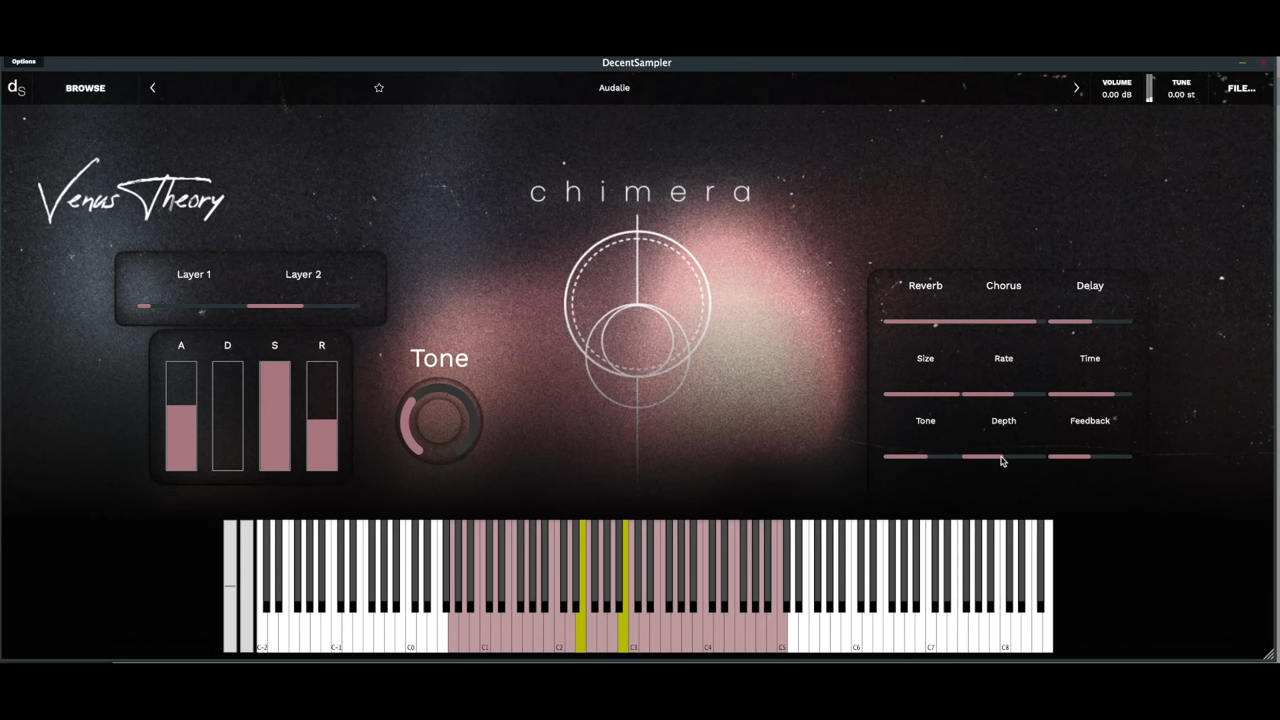 Options
DecentSampler
ds BROWSE Audalie VOLUME TUNE FILE...
0.00 dB 0.00 st
Venus Theory
chimera
Layer 1 Layer 2
Reverb Chorus Delay
A D S R
Tone
Size Rate Time
Tone Depth Feedback
C-2 C-1 C0 C1 C2 C3 C4 C5 C6 C7 C8